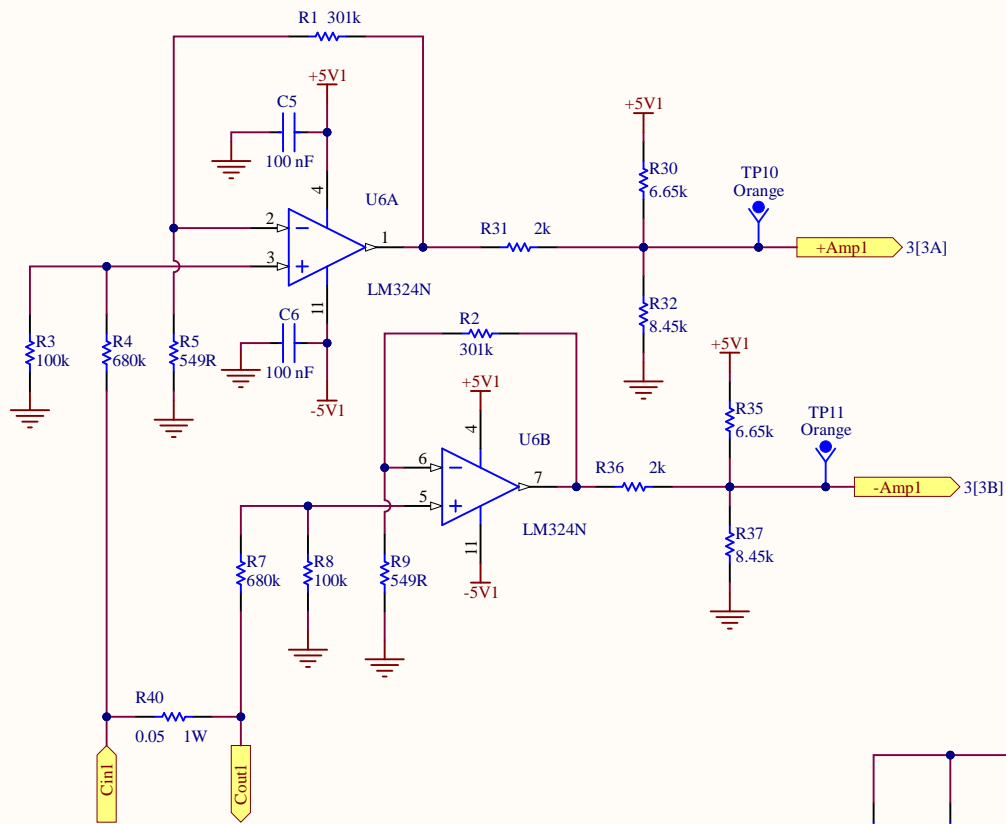 R1 301k
+5V1
C5
100 nF
4
U6A
2
1
3
LM324N
11
C6
100 nF
-5V1
R3
100k
R4
680k
R5
549R
R31 2k
+5V1
R30
6.65k
TP10
Orange
+Amp1 3[3A]
R32
8.45k
R2
301k
+5V1
4
U6B
6
7
5
LM324N
11
-5V1
R7
680k
R8
100k
R9
549R
R36 2k
+5V1
R35
6.65k
TP11
Orange
-Amp1 3[3B]
R37
8.45k
R40
0.05 1W
Cin1
Cout1